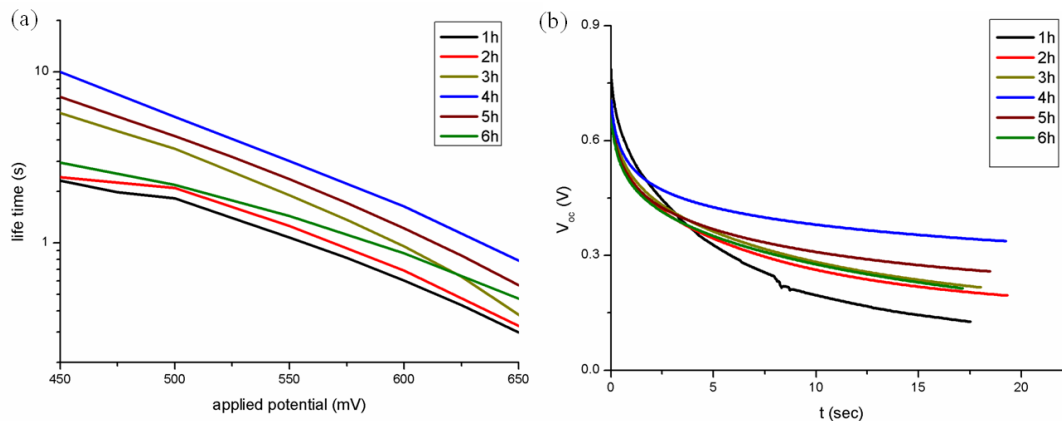 (a)
life time (s)
10
1
450
500
550
600
650
applied potential (mV)
1h
2h
3h
4h
5h
6h
(b)
Voc (V)
0.9
0.6
0.3
0.0
0
5
10
15
20
t (sec)
1h
2h
3h
4h
5h
6h